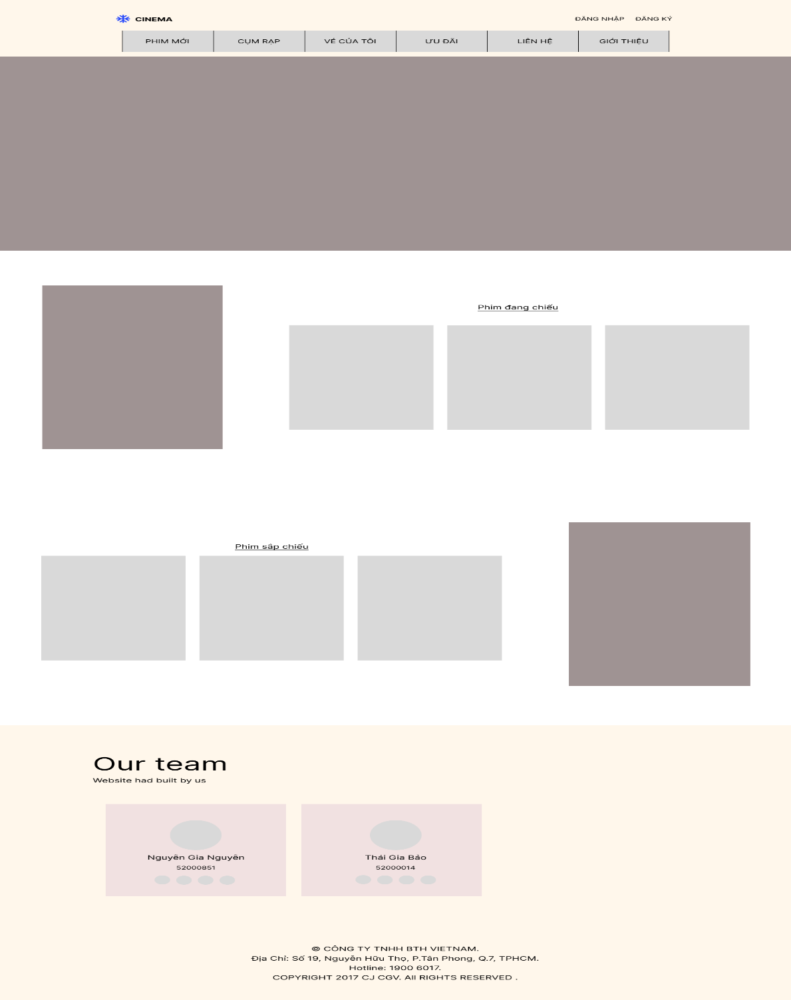 CINEMA
ĐĂNG NHẬP
ĐĂNG KÝ
PHIM MỚI
CỤM RẠP
VÉ CỦA TÔI
ƯU ĐÃI
LIÊN HỆ
GIỚI THIỆU
Phim đang chiếu
Phim sâp chiếu
Our team
Website had built by us
Nguyên Gia Nguyên
52000851
Thái Gia Bảo
52000014
© CÔNG TY TNHH BTH VIETNAM.
Địa Chỉ: Số 19, Nguyễn Hữu Thọ, P.Tân Phong, Q.7, TPHCM.
Hotline: 1900 6017.
COPYRIGHT 2017 CJ CGV. All RIGHTS RESERVED .